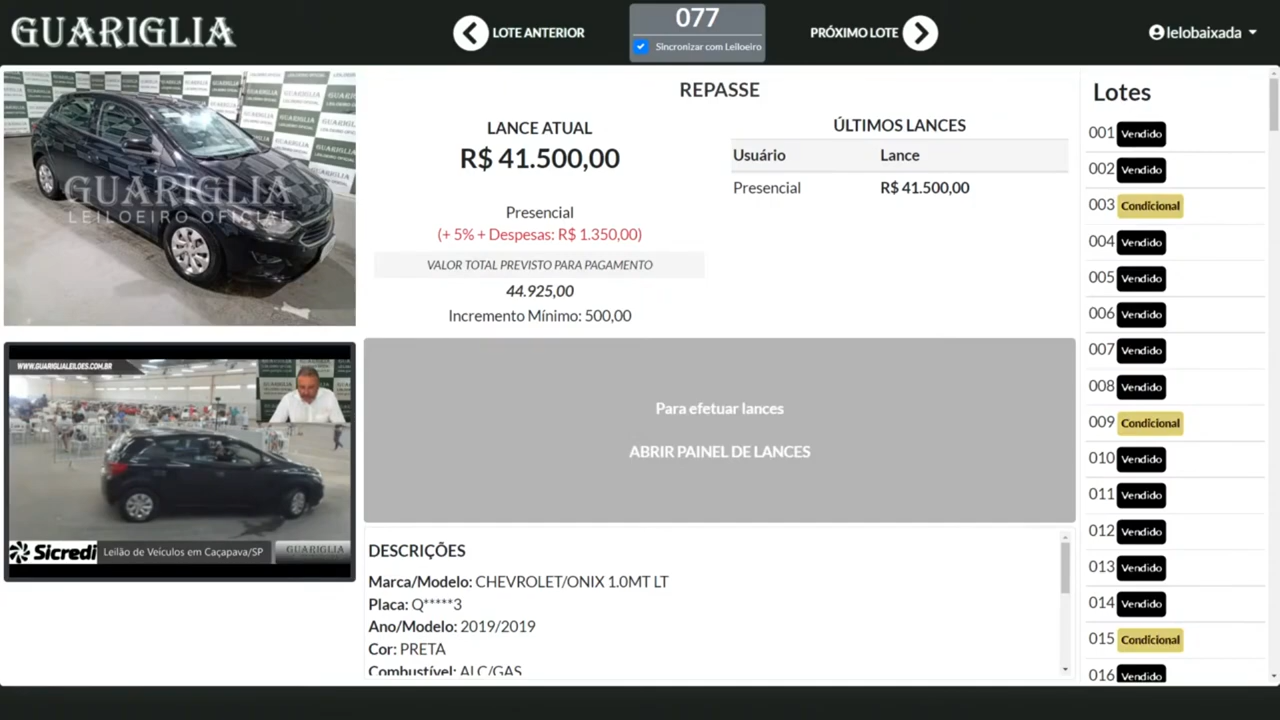 GUARIGLIA
LOTE ANTERIOR
077
Sincronizar com Leiloeiro
PRÓXIMO LOTE
lelobaixada
GUARIGLIA
LEILOEIRO OFICIAL
WWW.GUARIGLIALEILOES.COM.BR
Sicredi
Leilão de Veículos em Caçapava/SP
GUARIGLIA
REPASSE
LANCE ATUAL
R$ 41.500,00
Presencial
(+ 5% + Despesas: R$ 1.350,00)
VALOR TOTAL PREVISTO PARA PAGAMENTO
44.925,00
Incremento Mínimo: 500,00
ÚLTIMOS LANCES
Usuário Lance
Presencial R$ 41.500,00
Para efetuar lances
ABRIR PAINEL DE LANCES
DESCRIÇÕES
Marca/Modelo: CHEVROLET/ONIX 1.0MT LT
Placa: Q*****3
Ano/Modelo: 2019/2019
Cor: PRETA
Combustível: ALC/GAS
Lotes
001 Vendido
002 Vendido
003 Condicional
004 Vendido
005 Vendido
006 Vendido
007 Vendido
008 Vendido
009 Condicional
010 Vendido
011 Vendido
012 Vendido
013 Vendido
014 Vendido
015 Condicional
016 Vendido